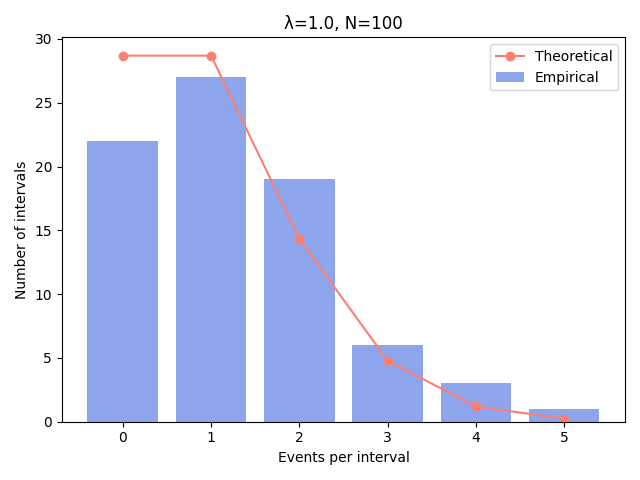 λ=1.0, N=100
Number of intervals
30
25
20
15
10
5
0
Theoretical
Empirical
0 1 2 3 4 5
Events per interval